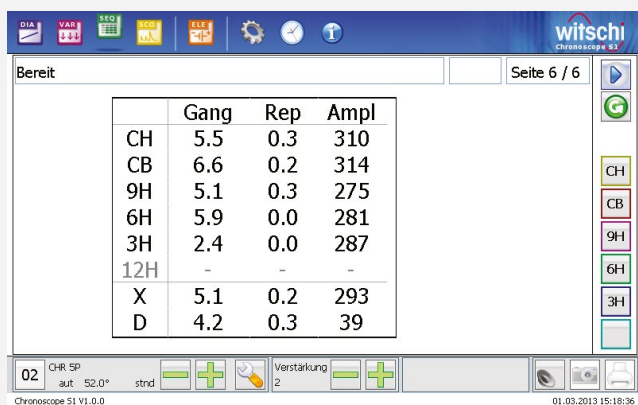 DIA VAR SEQ SCO ELE
witschi
Chronoscope S1
Bereit Seite 6 / 6
Gang Rep Ampl
CH 5.5 0.3 310
CB 6.6 0.2 314
9H 5.1 0.3 275
6H 5.9 0.0 281
3H 2.4 0.0 287
12H - - -
X 5.1 0.2 293
D 4.2 0.3 39
G
CH
CB
9H
6H
3H
02 CHR 5P Verstärkung
aut 52.0° stnd 2
Chronoscope S1 V1.0.0 01.03.2013 15:18:36